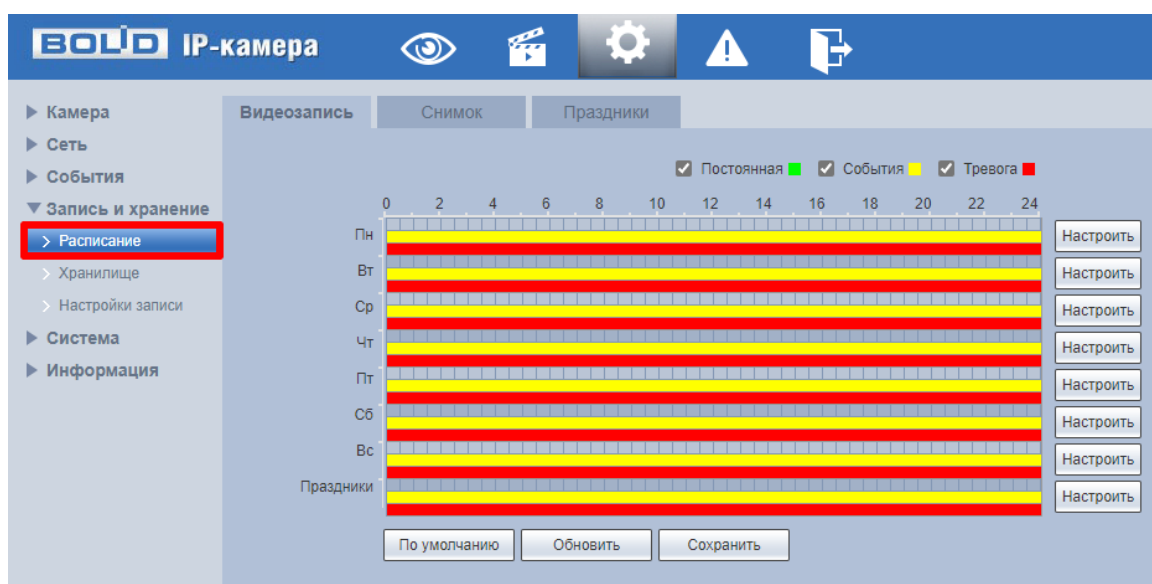 BOLID IP-камера
Камера
Сеть
События
Запись и хранение
Расписание
Хранилище
Настройки записи
Система
Информация
Видеозапись Снимок Праздники
Постоянная События Тревога
0 2 4 6 8 10 12 14 16 18 20 22 24
Пн Настроить
Вт Настроить
Ср Настроить
Чт Настроить
Пт Настроить
Сб Настроить
Вс Настроить
Праздники Настроить
По умолчанию Обновить Сохранить